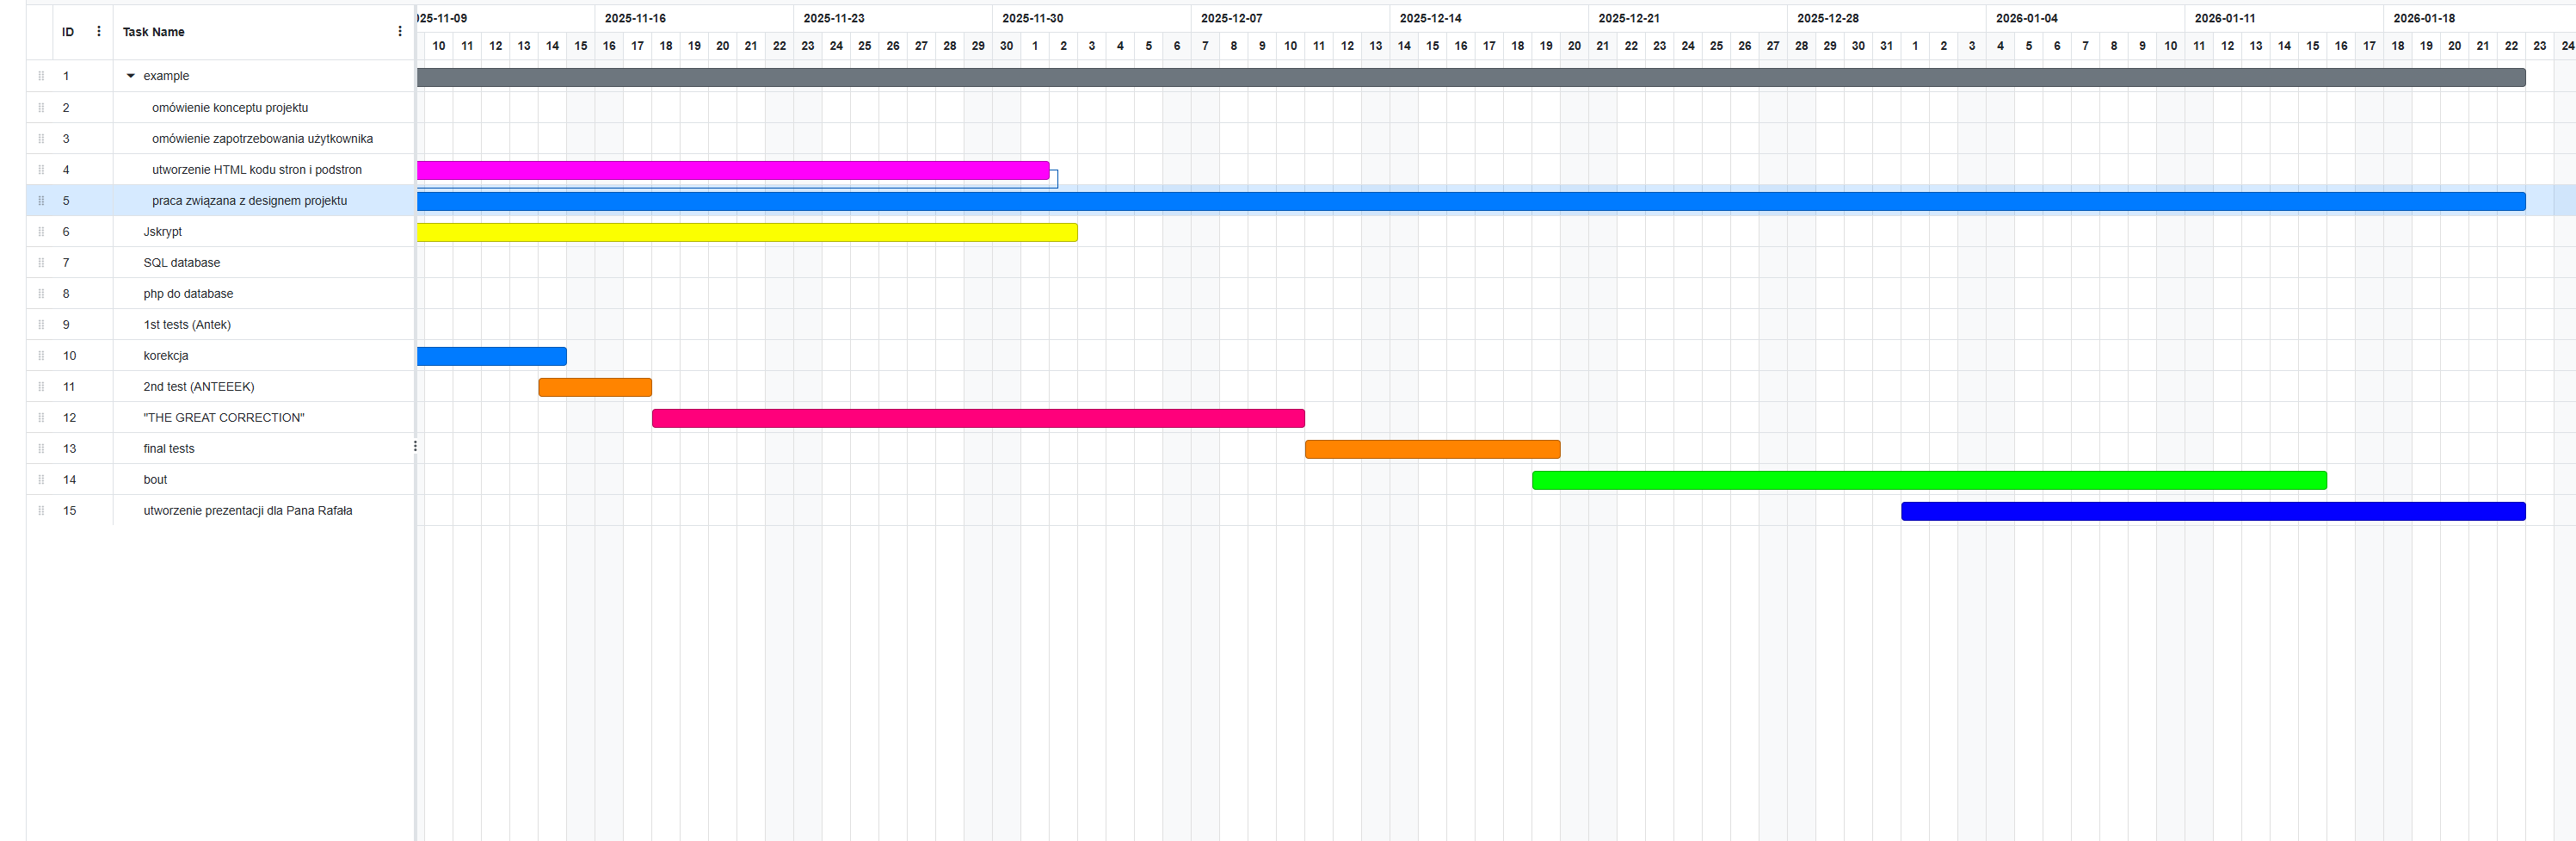 25-11-09 2025-11-16 2025-11-23 2025-11-30 2025-12-07 2025-12-14 2025-12-21 2025-12-28 2026-01-04 2026-01-11 2026-01-18
ID Task Name
10 11 12 13 14 15 16 17 18 19 20 21 22 23 24 25 26 27 28 29 30 1 2 3 4 5 6 7 8 9 10 11 12 13 14 15 16 17 18 19 20 21 22 23 24 25 26 27 28 29 30 31 1 2 3 4 5 6 7 8 9 10 11 12 13 14 15 16 17 18 19 20 21 22 23 24
1 example
2 omówienie konceptu projektu
3 omówienie zapotrzebowania użytkownika
4 utworzenie HTML kodu stron i podstron
5 praca związana z designem projektu
6 Jskrypt
7 SQL database
8 php do database
9 1st tests (Antek)
10 korekcja
11 2nd test (ANTEEEK)
12 "THE GREAT CORRECTION"
13 final tests
14 bout
15 utworzenie prezentacji dla Pana Rafała